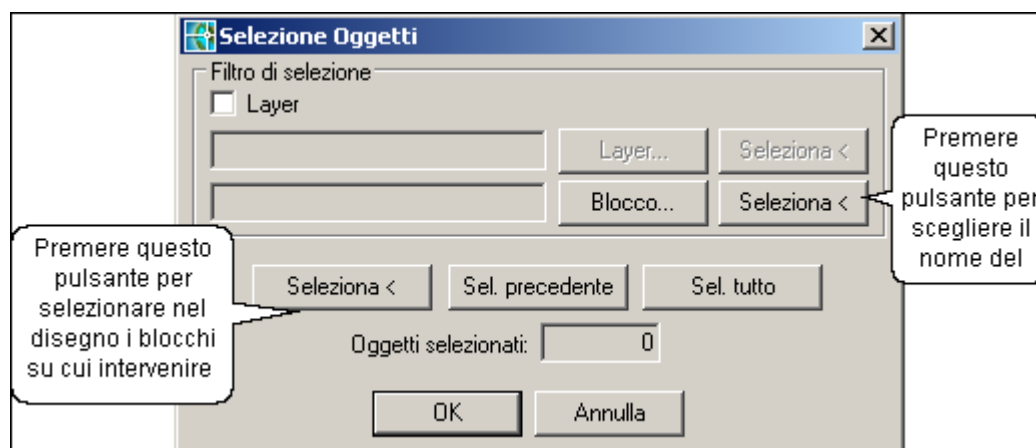 Selezione Oggetti
Filtro di selezione
Layer
Layer...
Seleziona <
Blocco...
Seleziona <
Premere
questo
pulsante per
scegliere il
nome del
Premere questo
pulsante per
selezionare nel
disegno i blocchi
su cui intervenire
Seleziona <
Sel. precedente
Sel. tutto
Oggetti selezionati:
0
OK
Annulla